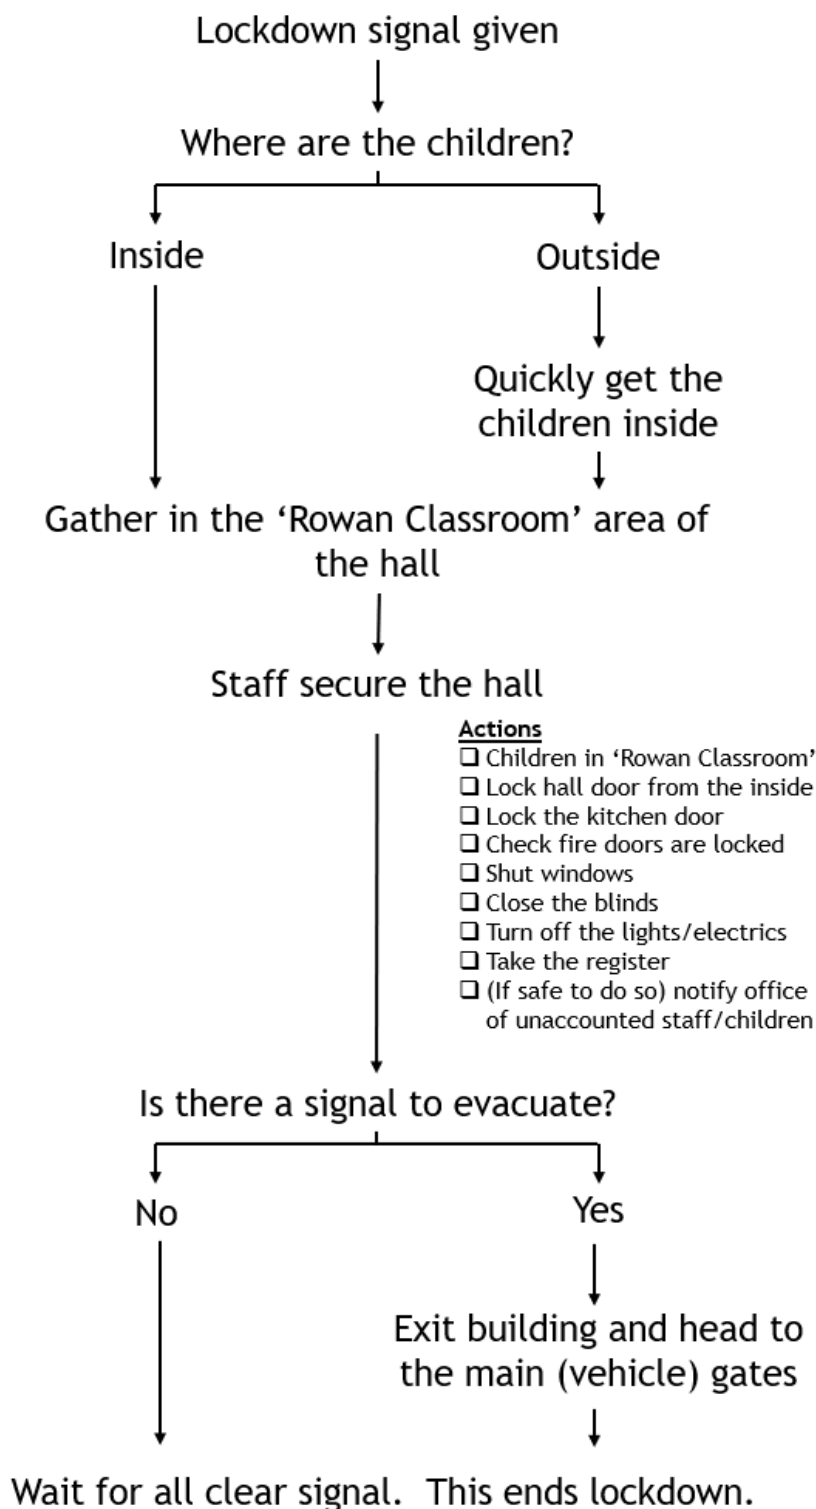 Lockdown signal given
Where are the children?
Inside
Outside
Quickly get the
children inside
Gather in the ‘Rowan Classroom’ area of
the hall
Staff secure the hall
Actions
❑ Children in ‘Rowan Classroom’
❑ Lock hall door from the inside
❑ Lock the kitchen door
❑ Check fire doors are locked
❑ Shut windows
❑ Close the blinds
❑ Turn off the lights/electrics
❑ Take the register
❑ (If safe to do so) notify office
of unaccounted staff/children
Is there a signal to evacuate?
No
Yes
Exit building and head to
the main (vehicle) gates
Wait for all clear signal. This ends lockdown.